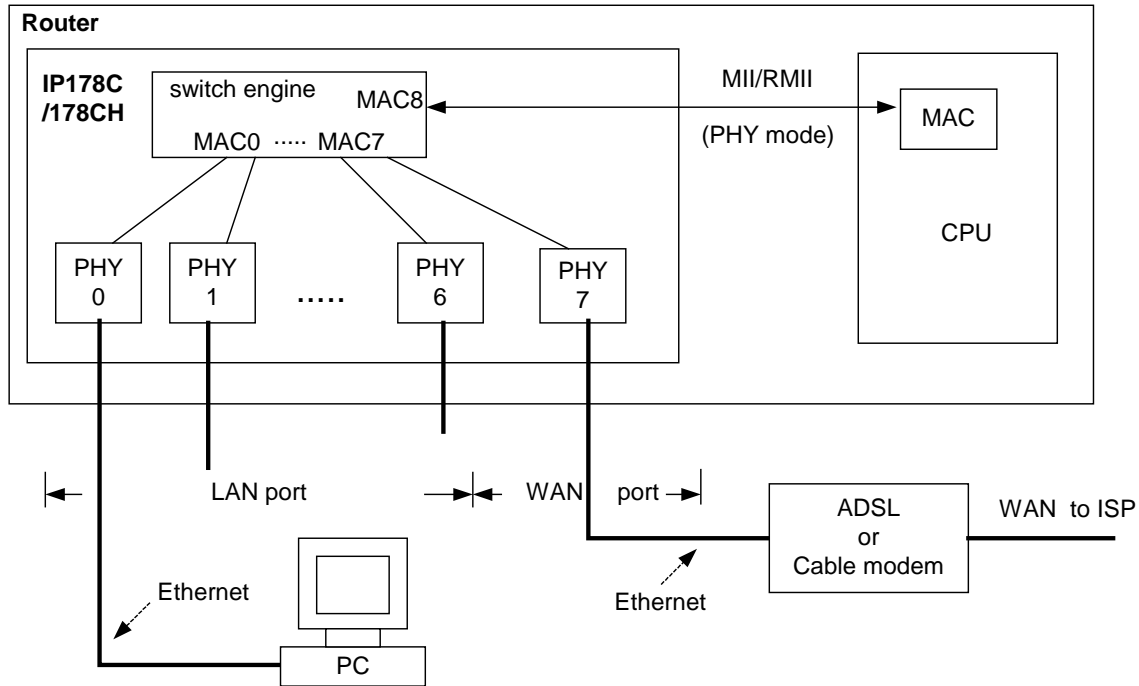 Router
IP178C
/178CH
switch engine
MAC8
MAC0 ..... MAC7
MII/RMII
(PHY mode)
MAC
CPU
PHY
0
PHY
1
.....
PHY
6
PHY
7
LAN port
WAN port
ADSL
or
Cable modem
WAN to ISP
Ethernet
Ethernet
PC